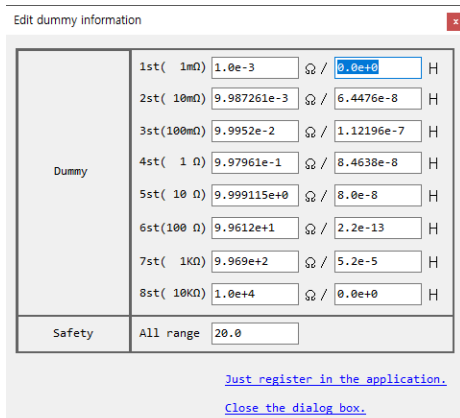 Edit dummy information
x
1st(  1mΩ) 1.0e-3 Ω / 0.0e+0 H
2st( 10mΩ) 9.987261e-3 Ω / 6.4476e-8 H
3st(100mΩ) 9.9952e-2 Ω / 1.12196e-7 H
Dummy 4st(  1 Ω) 9.97961e-1 Ω / 8.4638e-8 H
5st( 10 Ω) 9.999115e+0 Ω / 8.0e-8 H
6st(100 Ω) 9.9612e+1 Ω / 2.2e-13 H
7st(  1KΩ) 9.969e+2 Ω / 5.2e-5 H
8st( 10KΩ) 1.0e+4 Ω / 0.0e+0 H
Safety All range 20.0
Just register in the application.
Close the dialog box.